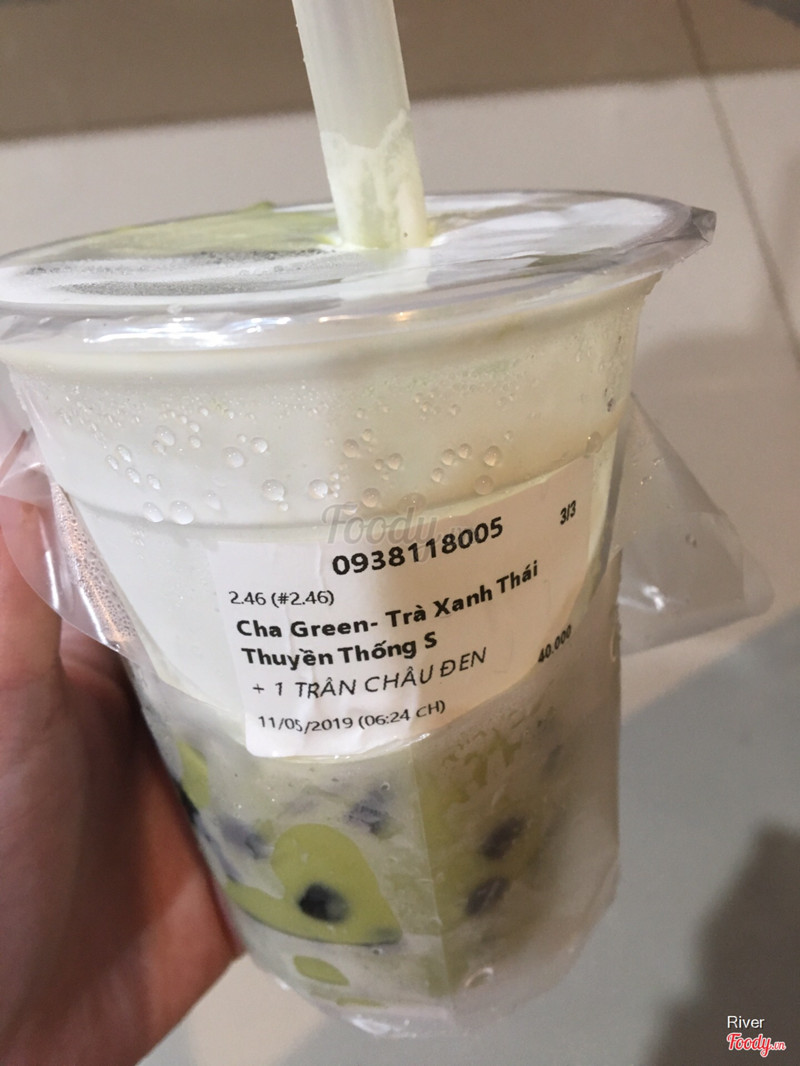 Foody.vn
0938118005
3/3
2.46 (#2.46)
Cha Green- Trà Xanh Thái
Thuyền Thống S
40.000
+ 1 TRÂN CHÂU ĐEN
11/05/2019 (06:24 CH)
River
Foody.vn